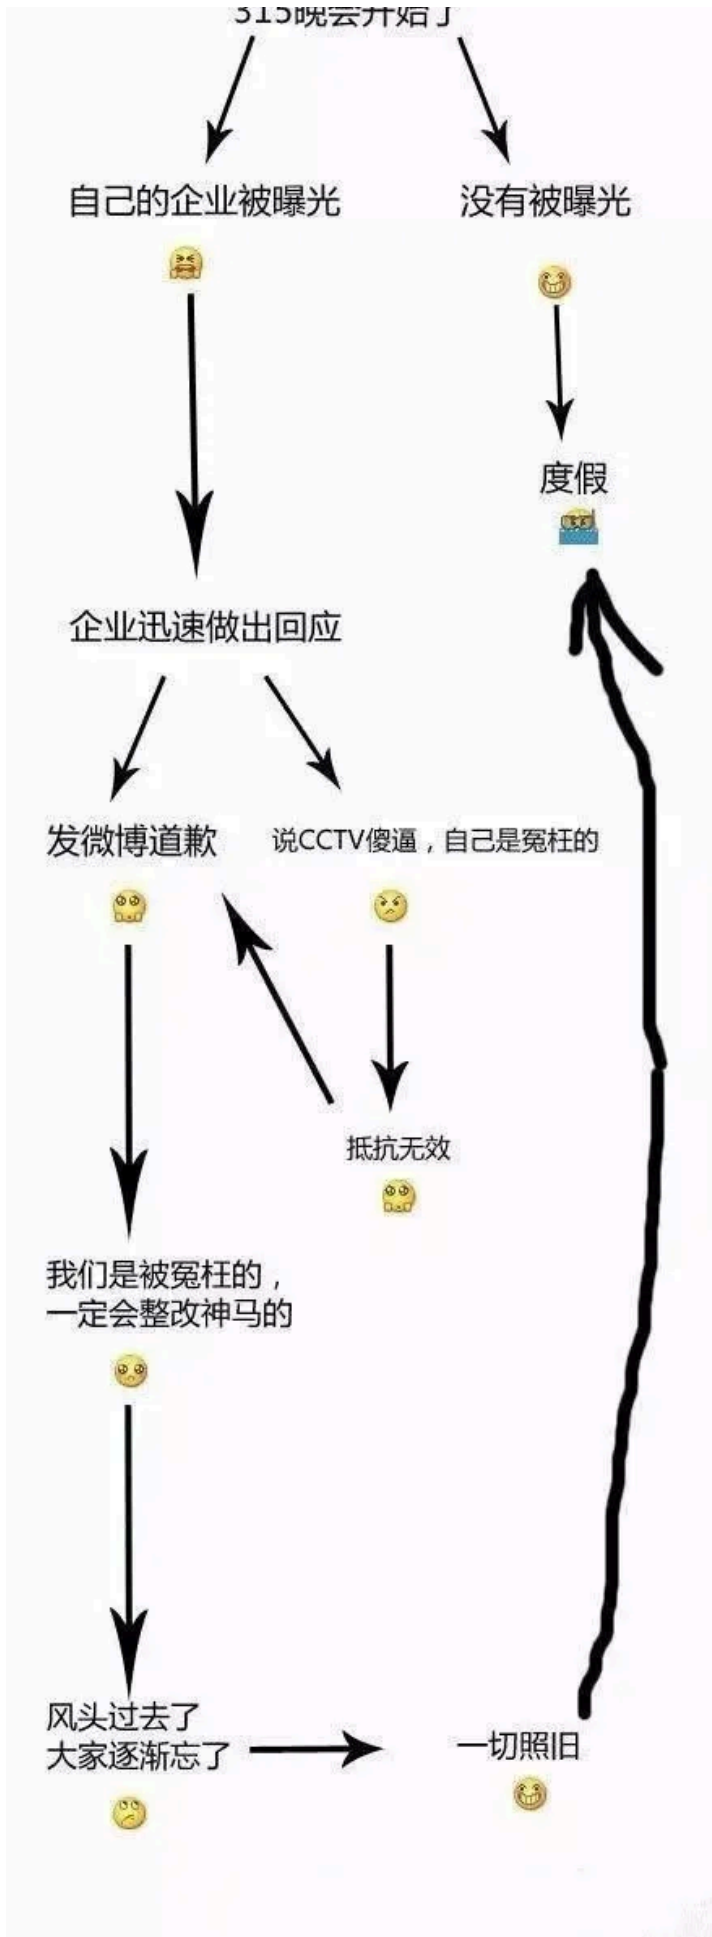 315晚会开始了
自己的企业被曝光
没有被曝光
度假
企业迅速做出回应
发微博道歉
说CCTV傻逼，自己是冤枉的
抵抗无效
我们是被冤枉的，
一定会整改神马的
风头过去了
大家逐渐忘了
一切照旧